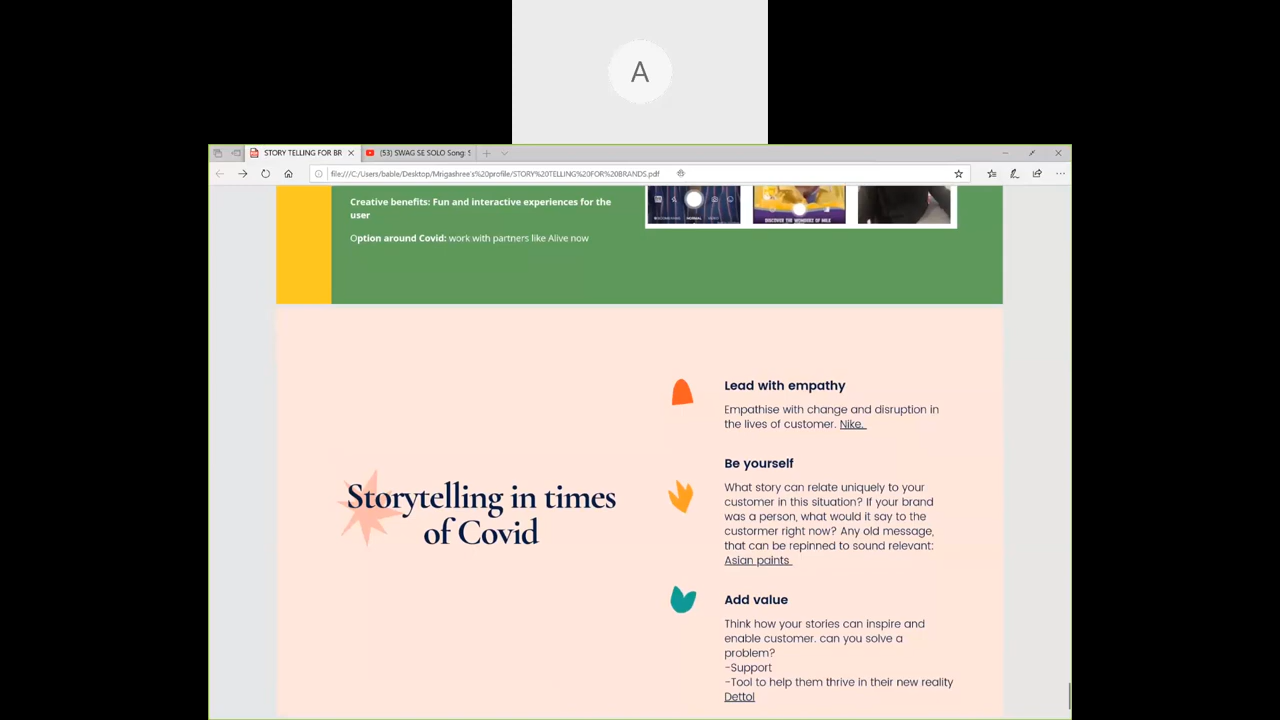 A
STORY TELLING FOR BR
(53) SWAG SE SOLO Song: S
file:///C:/Users/bable/Desktop/Mrigashree's%20profile/STORY%20TELLING%20FOR%20BRANDS.pdf
Creative benefits: Fun and interactive experiences for the
user
Option around Covid: work with partners like Alive now
NORMAL
DISCOVER THE WONDERS OF MILK
Storytelling in times
of Covid
Lead with empathy
Empathise with change and disruption in
the lives of customer. Nike.
Be yourself
What story can relate uniquely to your
customer in this situation? If your brand
was a person, what would it say to the
custormer right now? Any old message,
that can be repinned to sound relevant:
Asian paints
Add value
Think how your stories can inspire and
enable customer. can you solve a
problem?
-Support
-Tool to help them thrive in their new reality
Dettol